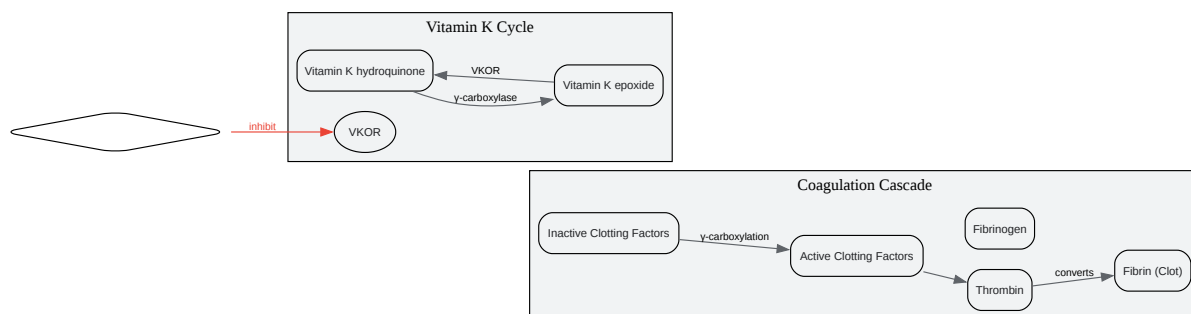 Vitamin K Cycle
Vitamin K hydroquinone
VKOR
Vitamin K epoxide
γ-carboxylase
inhibit
VKOR
Coagulation Cascade
Inactive Clotting Factors
γ-carboxylation
Active Clotting Factors
Fibrinogen
Thrombin
converts
Fibrin (Clot)